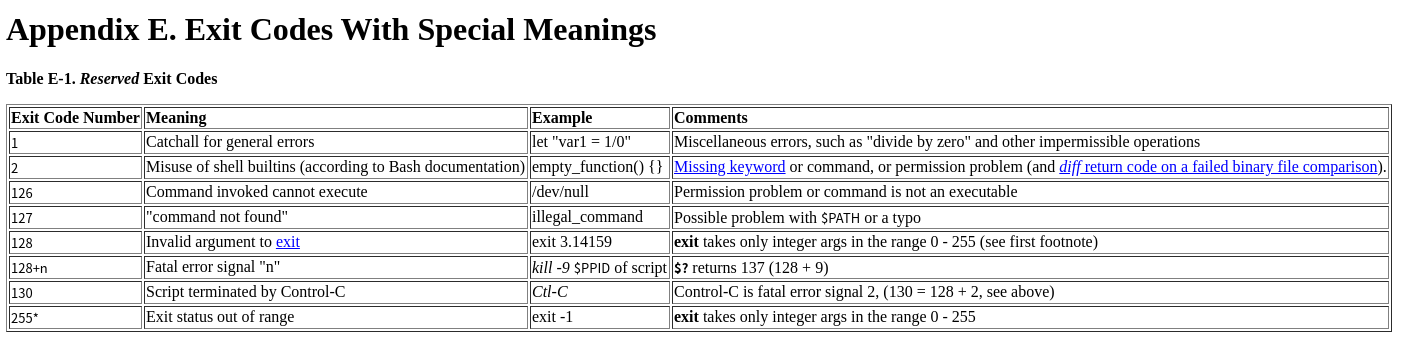 Appendix E. Exit Codes With Special Meanings
Table E-1. Reserved Exit Codes
Exit Code Number Meaning Example Comments
1 Catchall for general errors let "var1 = 1/0" Miscellaneous errors, such as "divide by zero" and other impermissible operations
2 Misuse of shell builtins (according to Bash documentation) empty_function() {} Missing keyword or command, or permission problem (and diff return code on a failed binary file comparison).
126 Command invoked cannot execute /dev/null Permission problem or command is not an executable
127 "command not found" illegal_command Possible problem with $PATH or a typo
128 Invalid argument to exit exit 3.14159 exit takes only integer args in the range 0 - 255 (see first footnote)
128+n Fatal error signal "n" kill -9 $PPID of script $? returns 137 (128 + 9)
130 Script terminated by Control-C Ctl-C Control-C is fatal error signal 2, (130 = 128 + 2, see above)
255* Exit status out of range exit -1 exit takes only integer args in the range 0 - 255